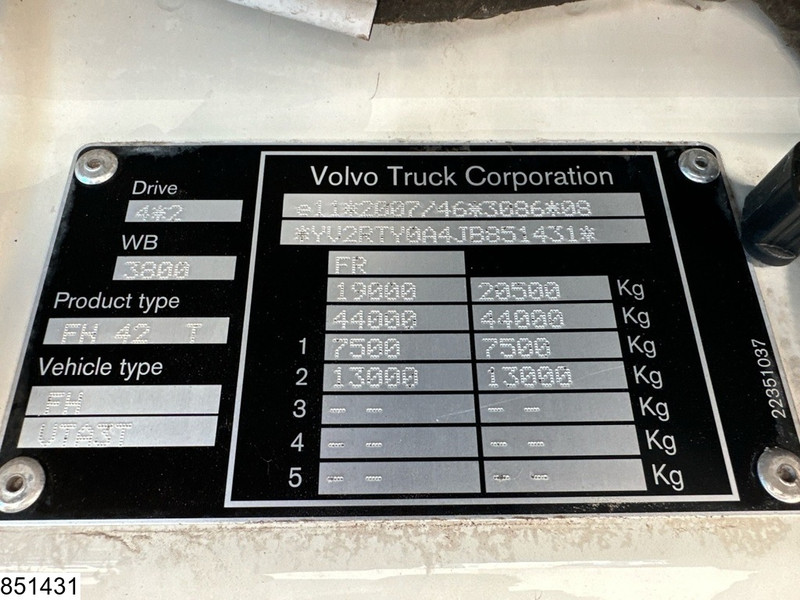 Drive
4*2
WB
3800
Product type
FH 42 T
Vehicle type
FH
UTA3T
Volvo Truck Corporation
e11*2007/46*3086*08
*YV2RTY0A4JB851431*
FR
19000 20500 Kg
44000 44000 Kg
1 7500 7500 Kg
2 13000 13000 Kg
3 -- -- -- -- Kg
4 -- -- -- -- Kg
5 -- -- -- -- Kg
22351037
851431